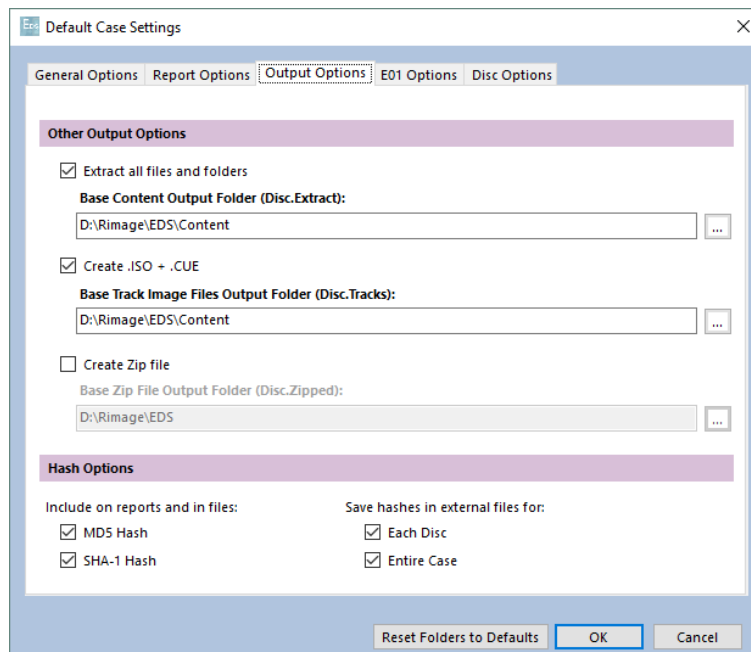 EDS Default Case Settings
General Options Report Options Output Options E01 Options Disc Options
Other Output Options
Extract all files and folders
Base Content Output Folder (Disc.Extract):
D:\Rimage\EDS\Content ...
Create .ISO + .CUE
Base Track Image Files Output Folder (Disc.Tracks):
D:\Rimage\EDS\Content ...
Create Zip file
Base Zip File Output Folder (Disc.Zipped):
D:\Rimage\EDS ...
Hash Options
Include on reports and in files: Save hashes in external files for:
MD5 Hash Each Disc
SHA-1 Hash Entire Case
Reset Folders to Defaults OK Cancel